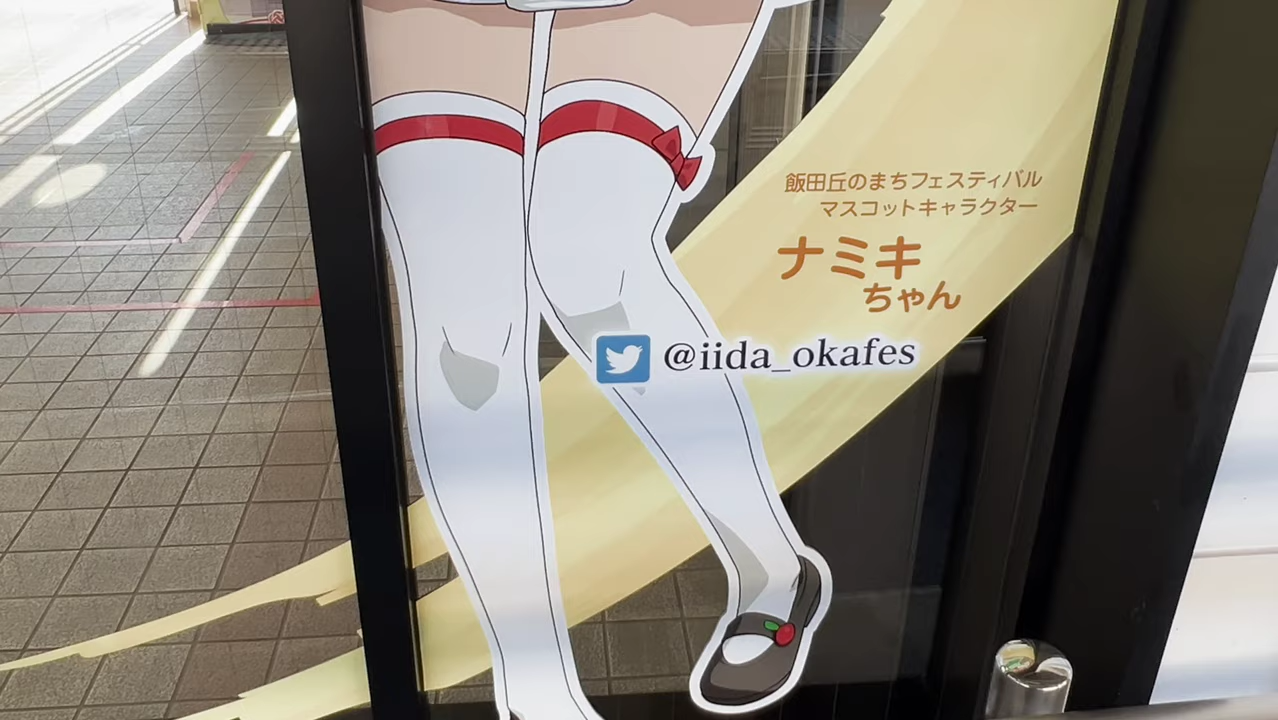 飯田丘のまちフェスティバル
マスコットキャラクター
ナミキ
ちゃん
@iida_okafes